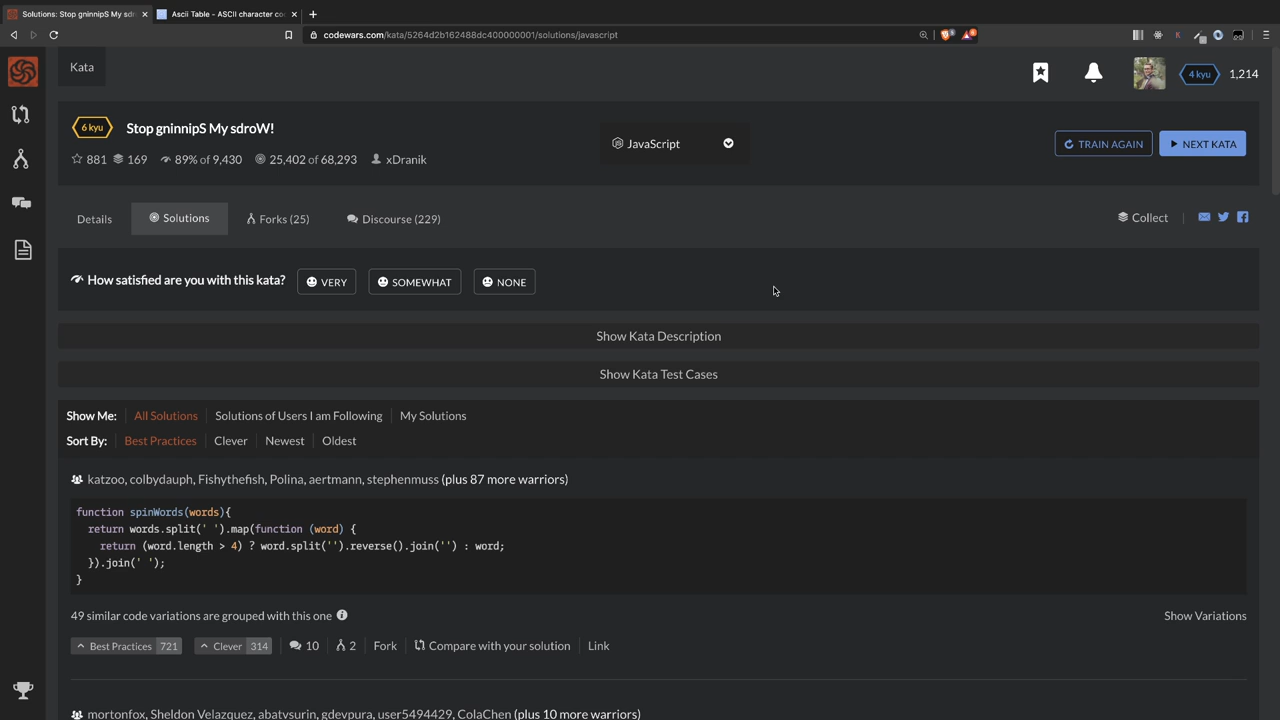 Solutions: Stop gninnipS My sdr
Ascii Table - ASCII character co
codewars.com/kata/5264d2b162488dc400000001/solutions/javascript
Kata
4 kyu 1,214
6 kyu Stop gninnipS My sdroW!
881 169 89% of 9,430 25,402 of 68,293 xDranik
JavaScript
TRAIN AGAIN NEXT KATA
Details Solutions Forks (25) Discourse (229)
Collect
How satisfied are you with this kata? VERY SOMEWHAT NONE
Show Kata Description
Show Kata Test Cases
Show Me: All Solutions Solutions of Users I am Following My Solutions
Sort By: Best Practices Clever Newest Oldest
katzoo, colbydauph, Fishythefish, Polina, aertmann, stephenmuss (plus 87 more warriors)
function spinWords(words){
return words.split(' ').map(function (word) {
return (word.length > 4) ? word.split('').reverse().join('') : word;
}).join(' ');
}
49 similar code variations are grouped with this one
Show Variations
Best Practices 721 Clever 314 10 2 Fork Compare with your solution Link
mortonfox, Sheldon Velazquez, abatvsurin, gdevpura, user5494429, ColaChen (plus 10 more warriors)